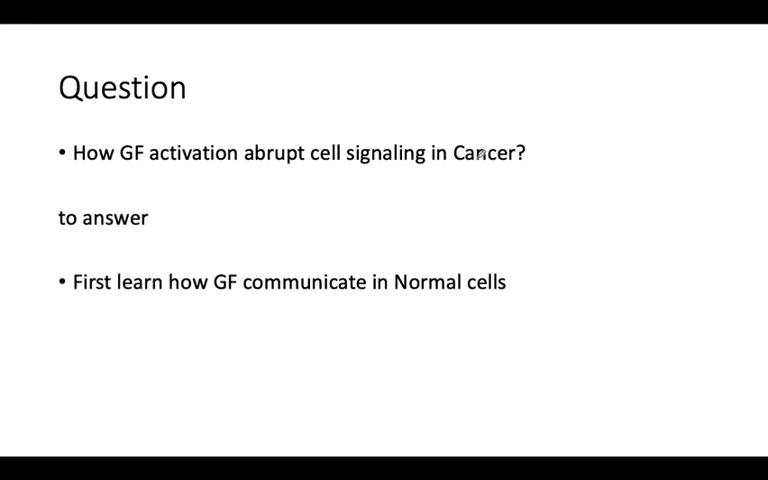 Question
• How GF activation abrupt cell signaling in Cancer?
to answer
• First learn how GF communicate in Normal cells